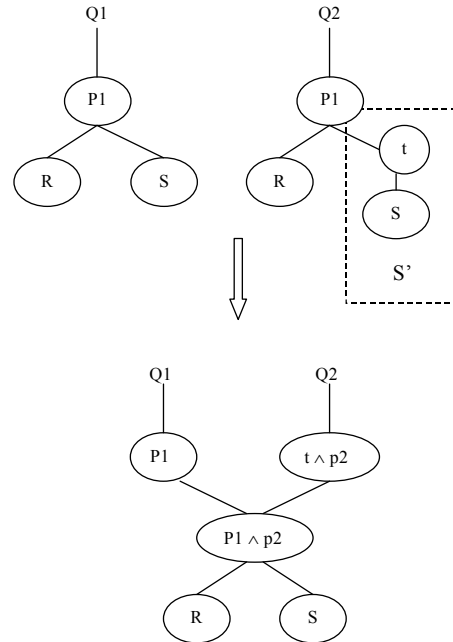 Q1 Q2
P1 P1
t
R S R
S
S’
Q1 Q2
P1 t ∧ p2
P1 ∧ p2
R S